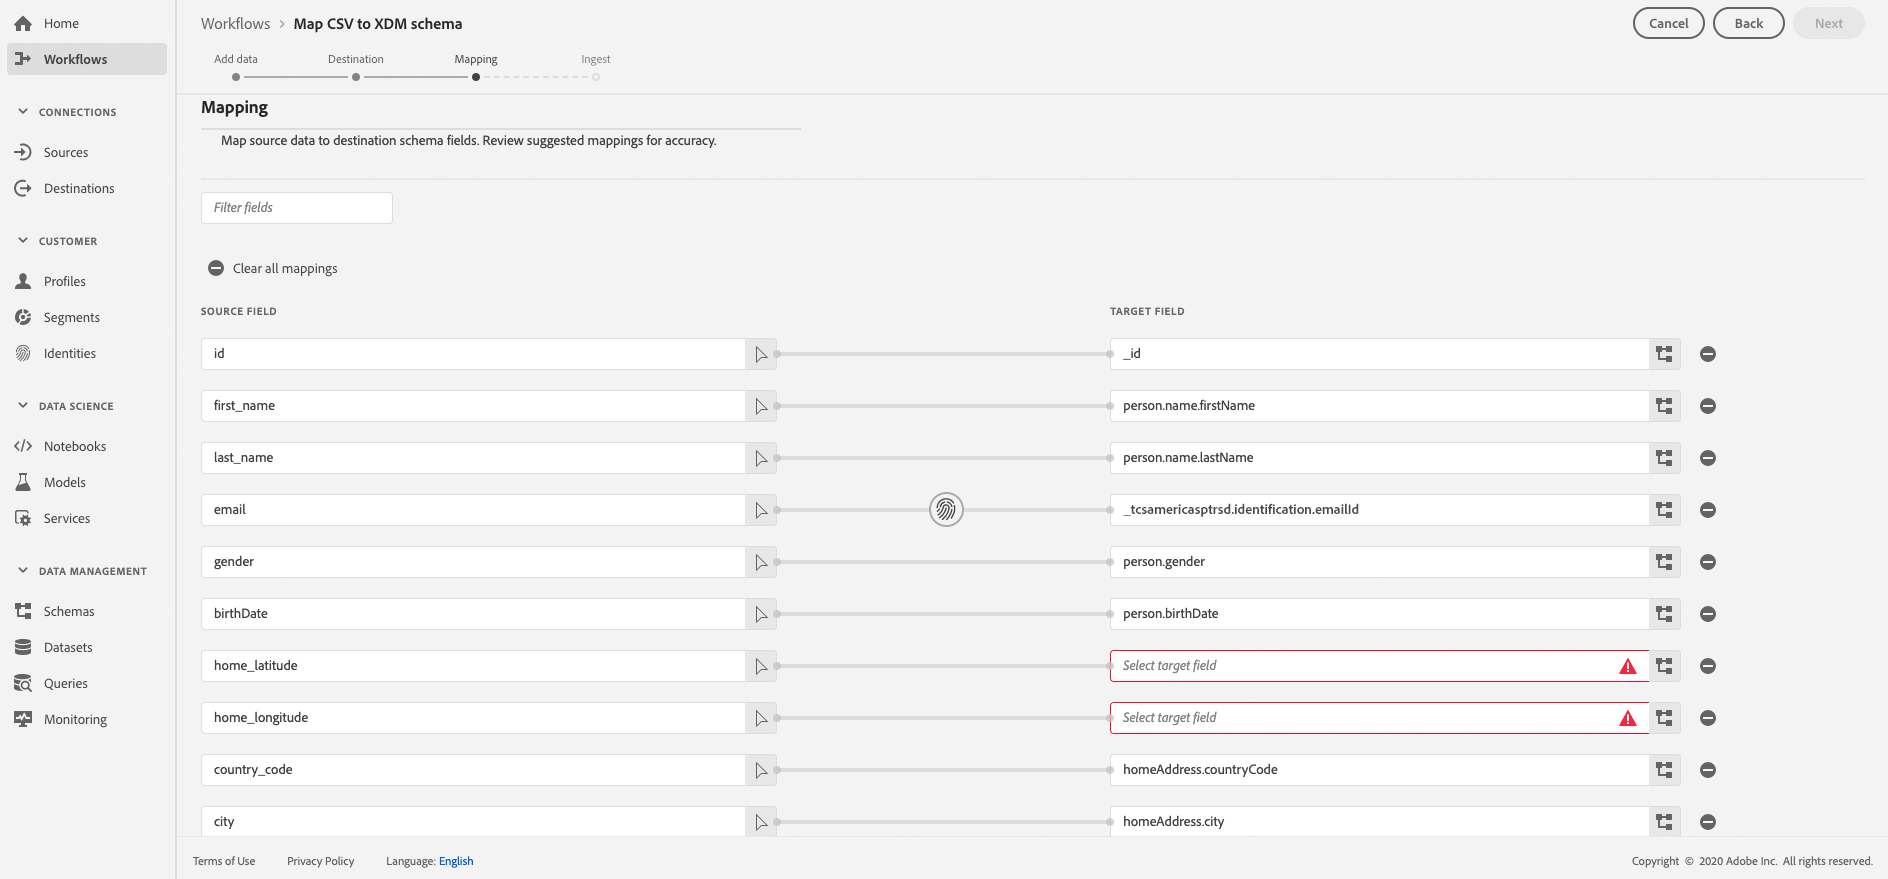 Home
Workflows
CONNECTIONS
Sources
Destinations
CUSTOMER
Profiles
Segments
Identities
DATA SCIENCE
Notebooks
Models
Services
DATA MANAGEMENT
Schemas
Datasets
Queries
Monitoring
Workflows > Map CSV to XDM schema
Cancel
Back
Next
Add data
Destination
Mapping
Ingest
Mapping
Map source data to destination schema fields. Review suggested mappings for accuracy.
Filter fields
Clear all mappings
SOURCE FIELD TARGET FIELD
id _id
first_name person.name.firstName
last_name person.name.lastName
email _tcsamericasptrsd.identification.emailId
gender person.gender
birthDate person.birthDate
home_latitude Select target field
home_longitude Select target field
country_code homeAddress.countryCode
city homeAddress.city
Terms of Use Privacy Policy Language: English
Copyright © 2020 Adobe Inc. All rights reserved.